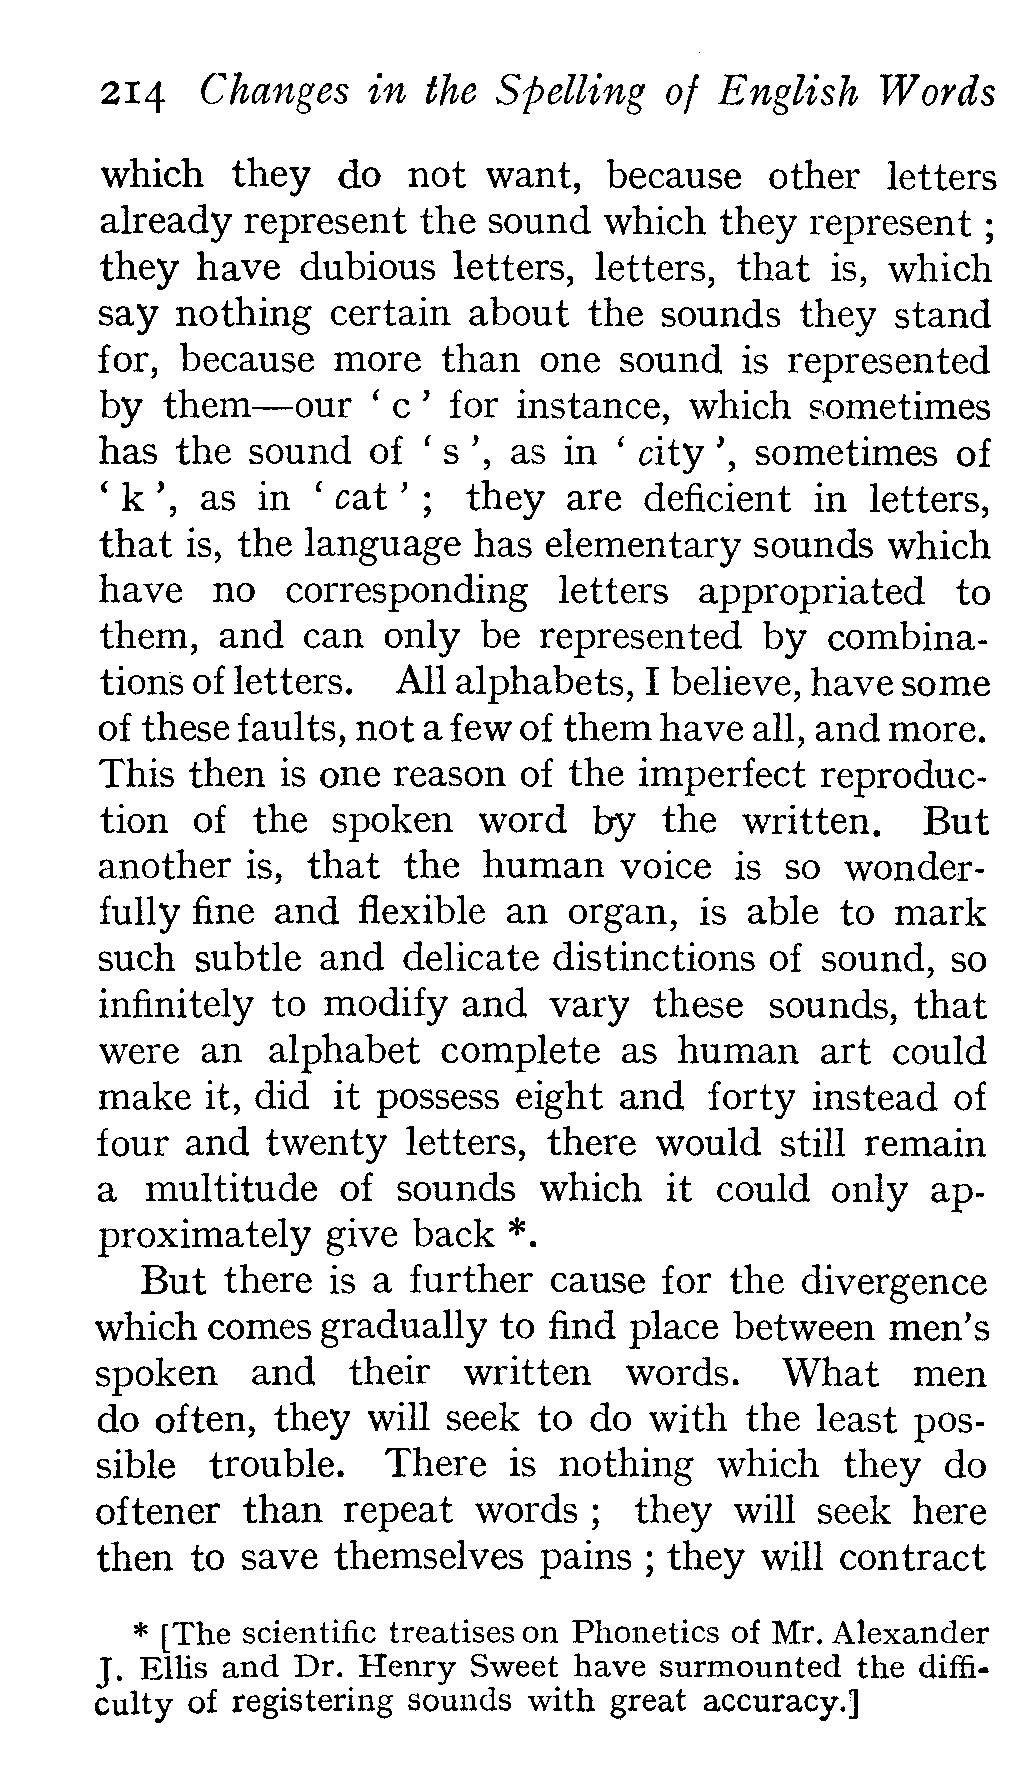 214 Changes in the Spelling of English Words
which they do not want, because other letters
already represent the sound which they represent ;
they have dubious letters, letters, that is, which
say nothing certain about the sounds they stand
for, because more than one sound is represented
by them—our ‘ c ’ for instance, which sometimes
has the sound of ‘ s ’, as in ‘ city ’, sometimes of
‘ k ’, as in ‘ cat ’ ; they are deficient in letters,
that is, the language has elementary sounds which
have no corresponding letters appropriated to
them, and can only be represented by combina-
tions of letters. All alphabets, I believe, have some
of these faults, not a few of them have all, and more.
This then is one reason of the imperfect reproduc-
tion of the spoken word by the written. But
another is, that the human voice is so wonder-
fully fine and flexible an organ, is able to mark
such subtle and delicate distinctions of sound, so
infinitely to modify and vary these sounds, that
were an alphabet complete as human art could
make it, did it possess eight and forty instead of
four and twenty letters, there would still remain
a multitude of sounds which it could only ap-
proximately give back *.
But there is a further cause for the divergence
which comes gradually to find place between men’s
spoken and their written words. What men
do often, they will seek to do with the least pos-
sible trouble. There is nothing which they do
oftener than repeat words ; they will seek here
then to save themselves pains ; they will contract
* [The scientific treatises on Phonetics of Mr. Alexander
J. Ellis and Dr. Henry Sweet have surmounted the diffi-
culty of registering sounds with great accuracy.]